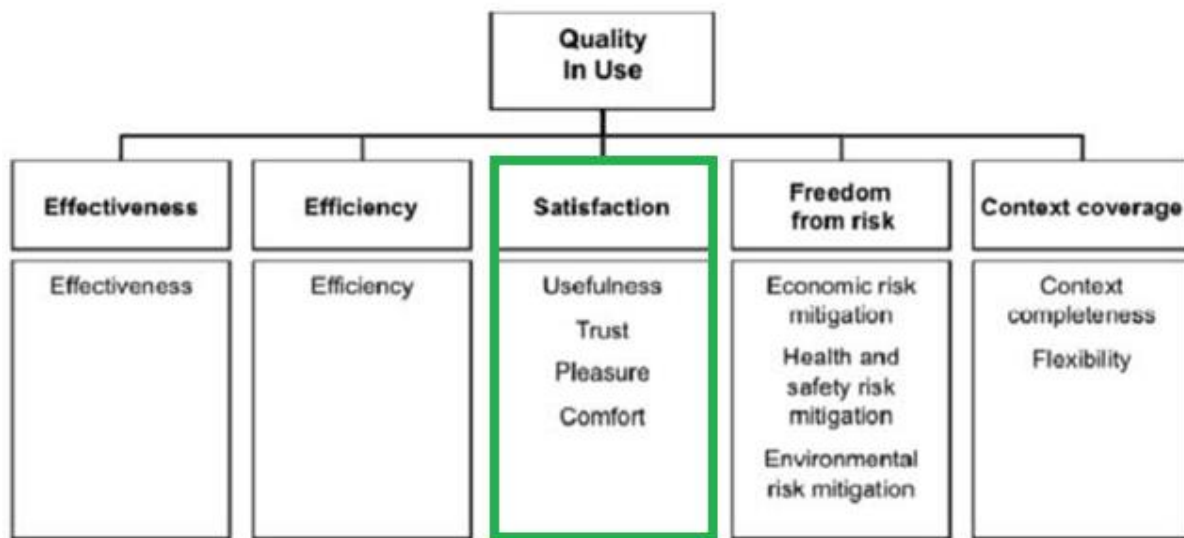 Quality
In Use
Effectiveness
Efficiency
Satisfaction
Freedom
from risk
Context coverage
Effectiveness
Efficiency
Usefulness
Trust
Pleasure
Comfort
Economic risk
mitigation
Health and
safety risk
mitigation
Environmental
risk mitigation
Context
completeness
Flexibility